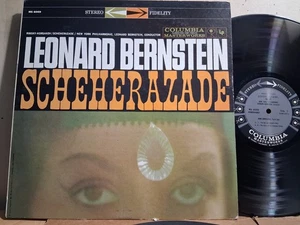 STEREO FIDELITY
COLUMBIA
MASTERWORKS
RIMSKY-KORSAKOV: SCHEHERAZADE / NEW YORK PHILHARMONIC / LEONARD BERNSTEIN, CONDUCTOR
LEONARD BERNSTEIN
SCHEHERAZADE
COLUMBIA